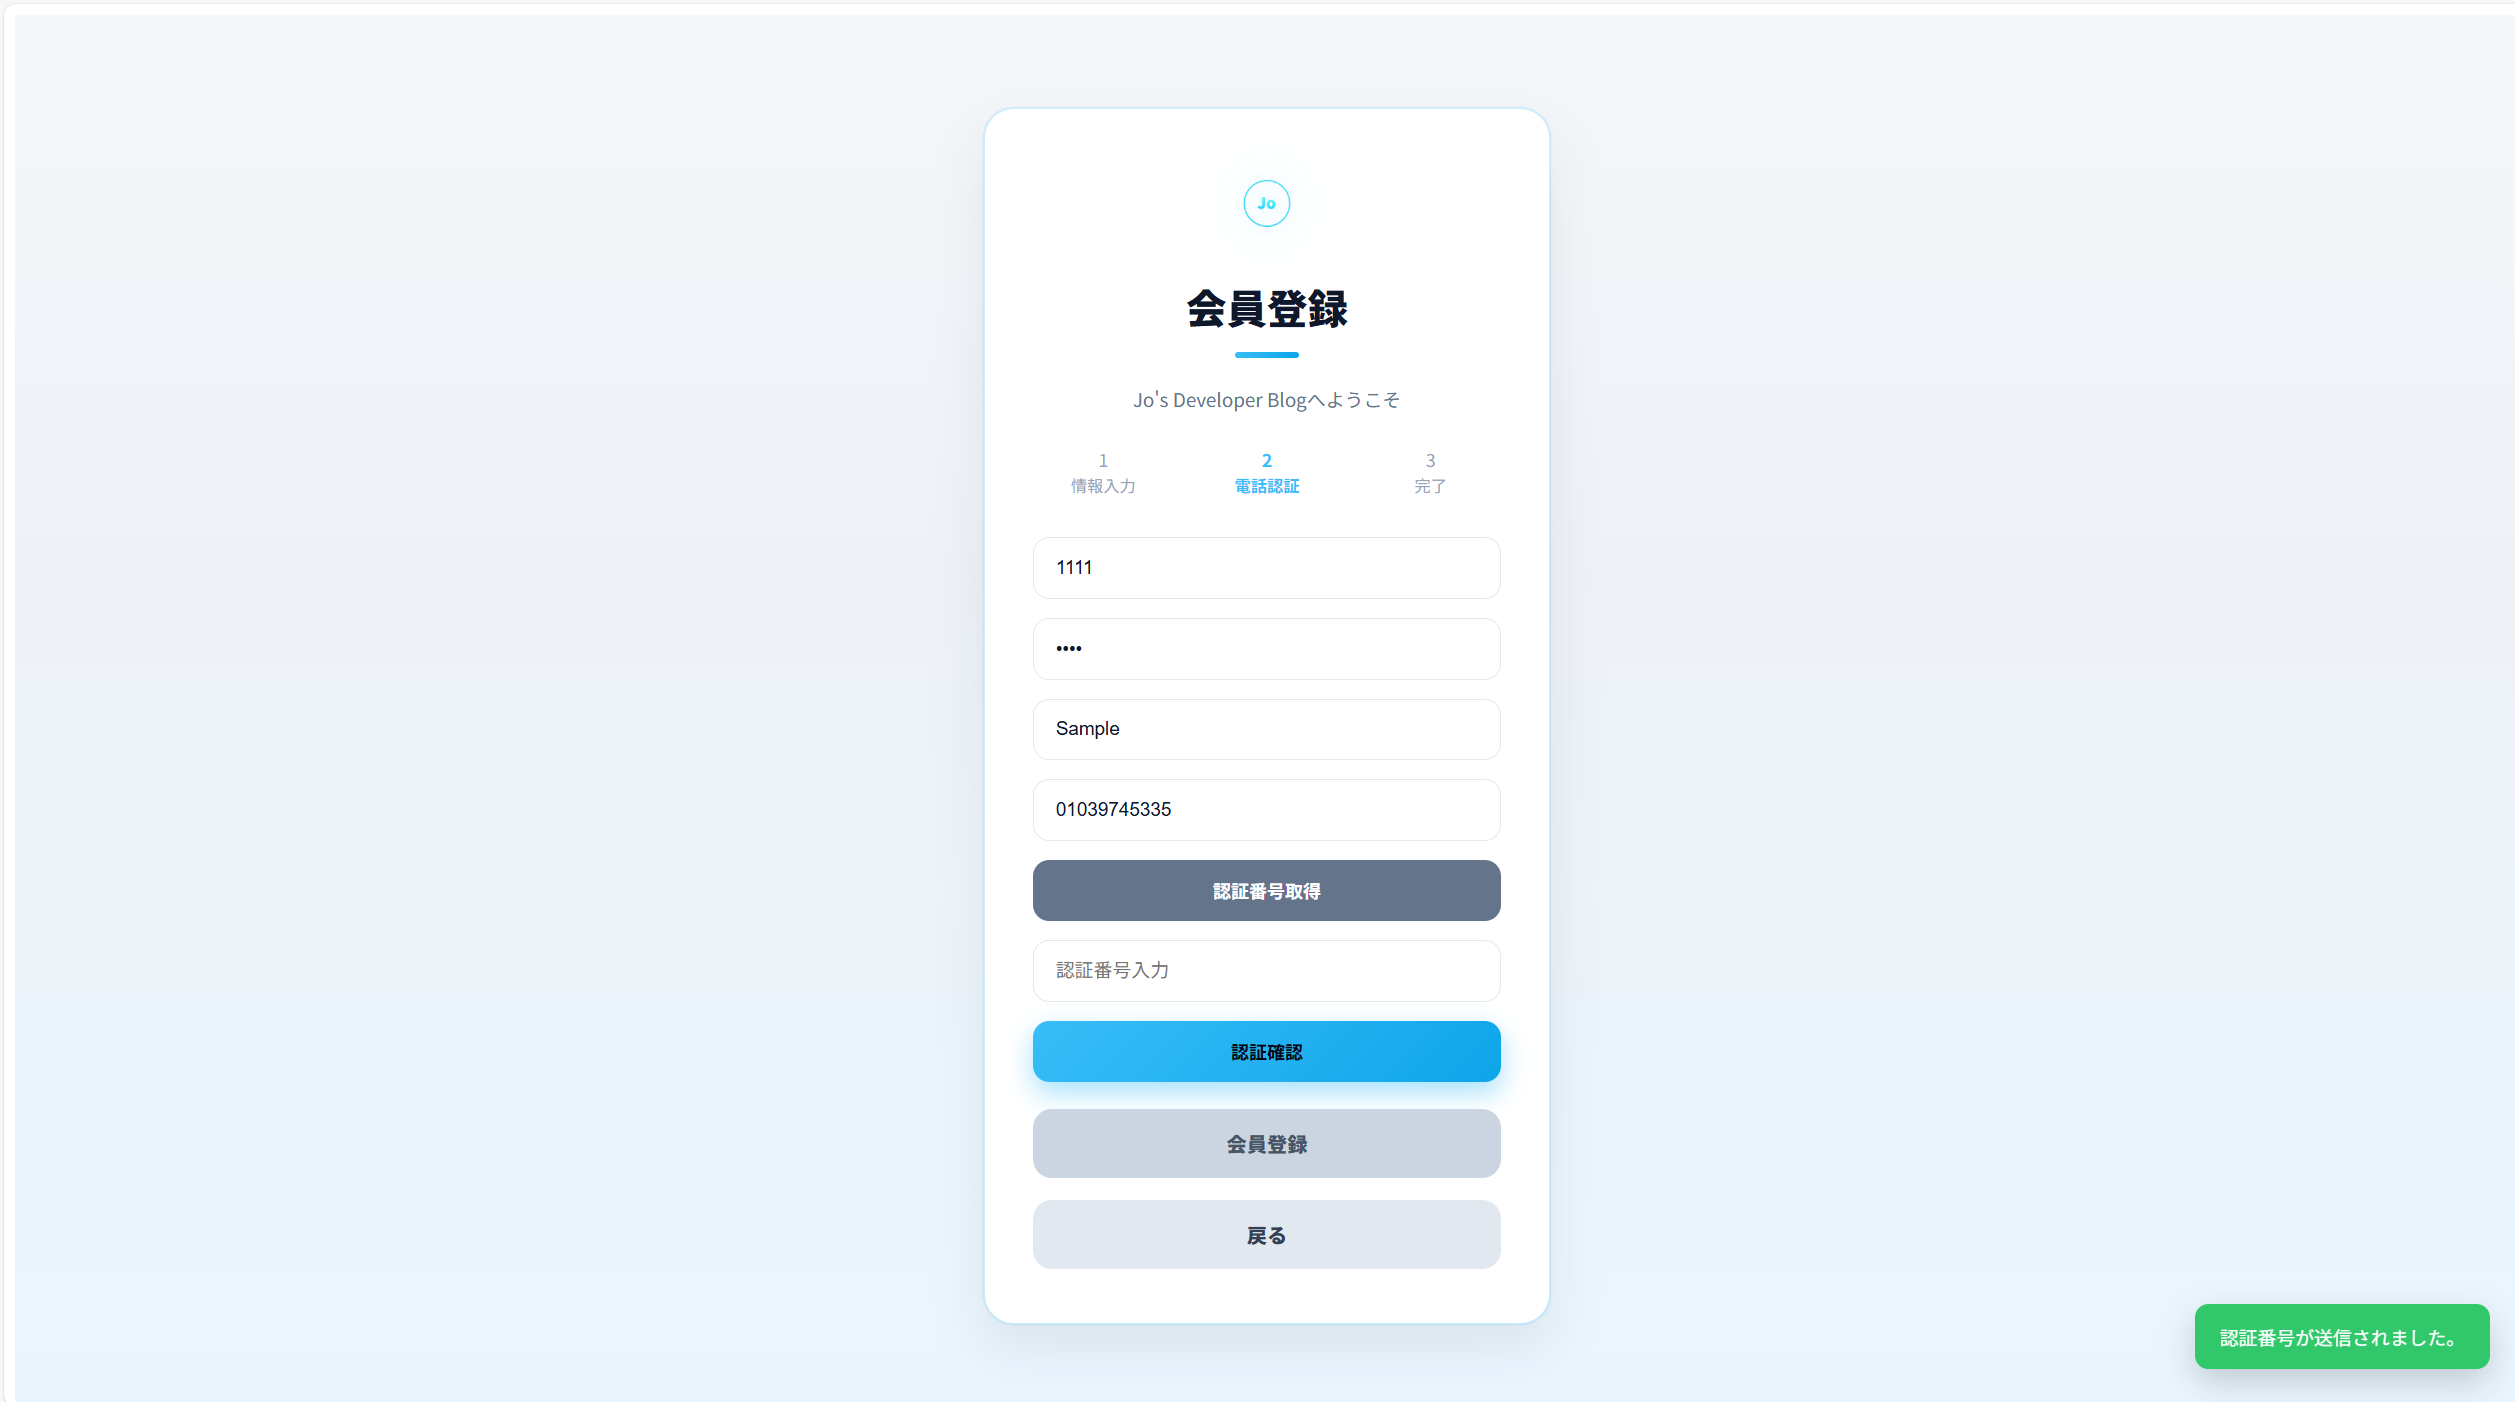 Jo
会員登録
Jo's Developer Blogへようこそ
1
情報入力
2
電話認証
3
完了
1111
••••
Sample
01039745335
認証番号取得
認証番号入力
認証確認
会員登録
戻る
認証番号が送信されました。